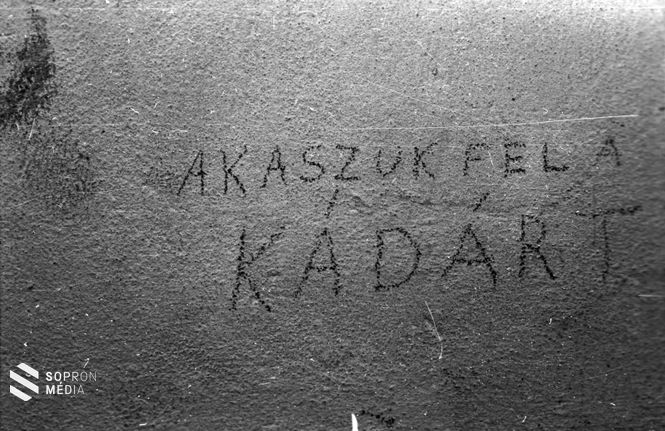 AKASZUK FEL A
KÁDÁRT
SOPRON
MÉDIA